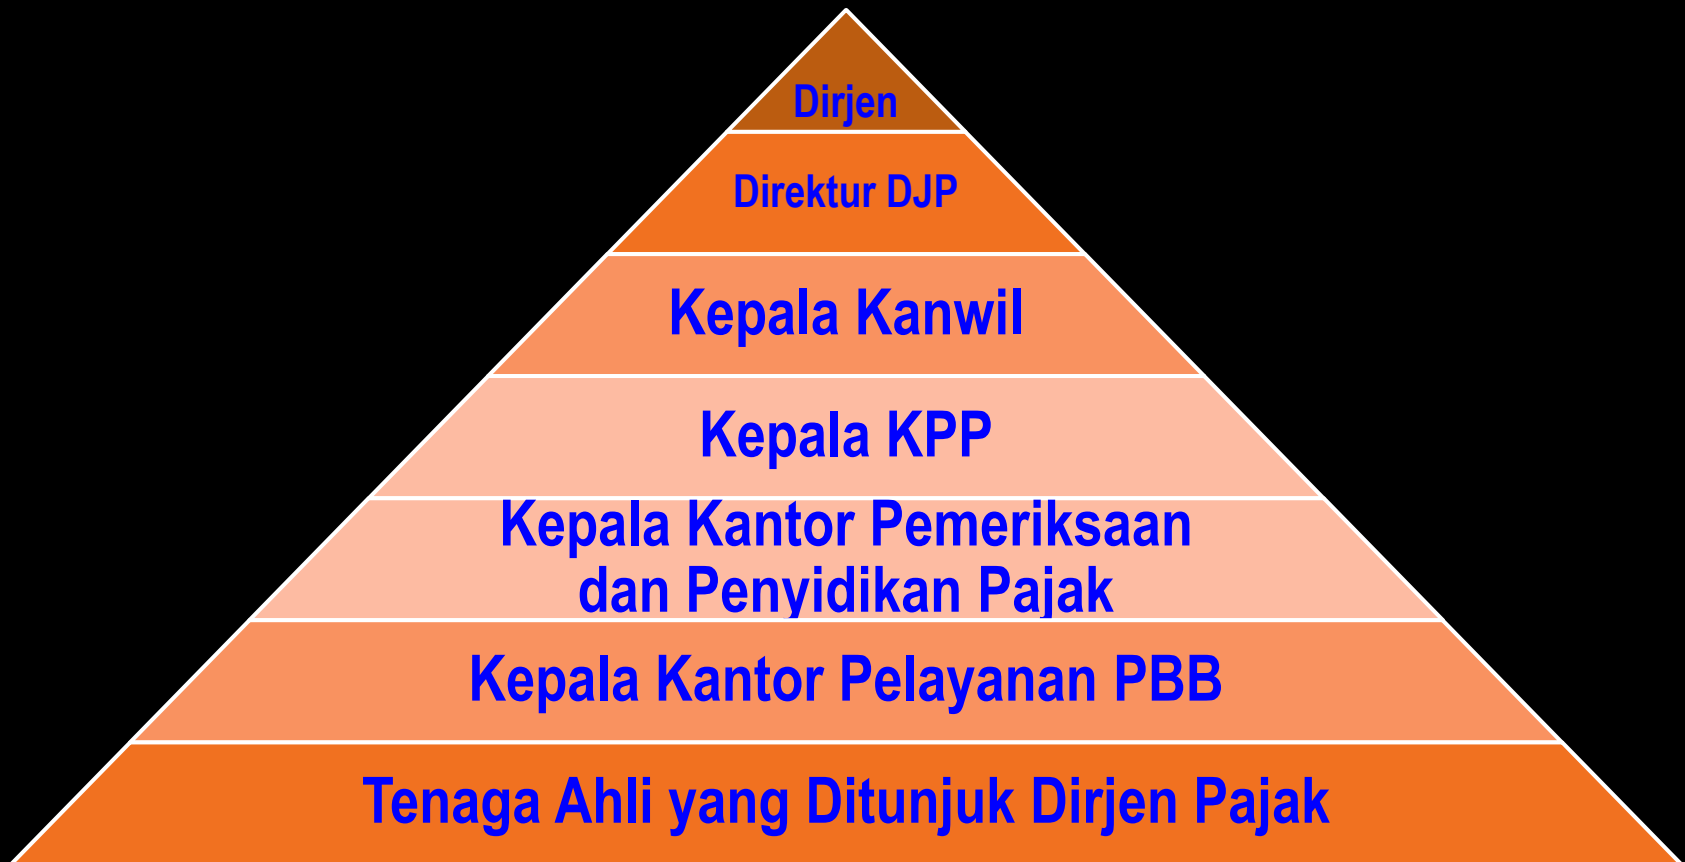 Dirjen
Direktur DJP
Kepala Kanwil
Kepala KPP
Kepala Kantor Pemeriksaan
dan Penyidikan Pajak
Kepala Kantor Pelayanan PBB
Tenaga Ahli yang Ditunjuk Dirjen Pajak